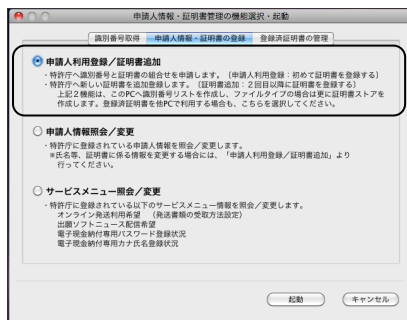 申請人情報・証明書管理の機能選択・起動
識別番号取得 申請人情報・証明書の登録 登録済証明書の管理
申請人利用登録／証明書追加
・特許庁へ識別番号と証明書の組合せを申請します。（申請人利用登録：初めて証明書を登録する）
・特許庁へ新しい証明書を追加登録します。（証明書追加：２回目以降に証明書を登録する）
上記２機能は、このPCへ識別番号リストを作成し、ファイルタイプの場合は更に証明書ストアを
作成します。登録済証明書を他PCで利用する場合も、こちらを選択してください。
申請人情報照会／変更
・特許庁に登録されている申請人情報を照会／変更します。
※氏名等、証明書に係る情報を変更する場合には、「申請人利用登録／証明書追加」より
行ってください。
サービスメニュー照会／変更
・特許庁に登録されている以下のサービスメニュー情報を照会／変更します。
オンライン発送利用希望 （発送書類の受取方法設定）
出願ソフトニュース配信希望
電子現金納付専用パスワード登録状況
電子現金納付専用カナ氏名登録状況
起動 キャンセル